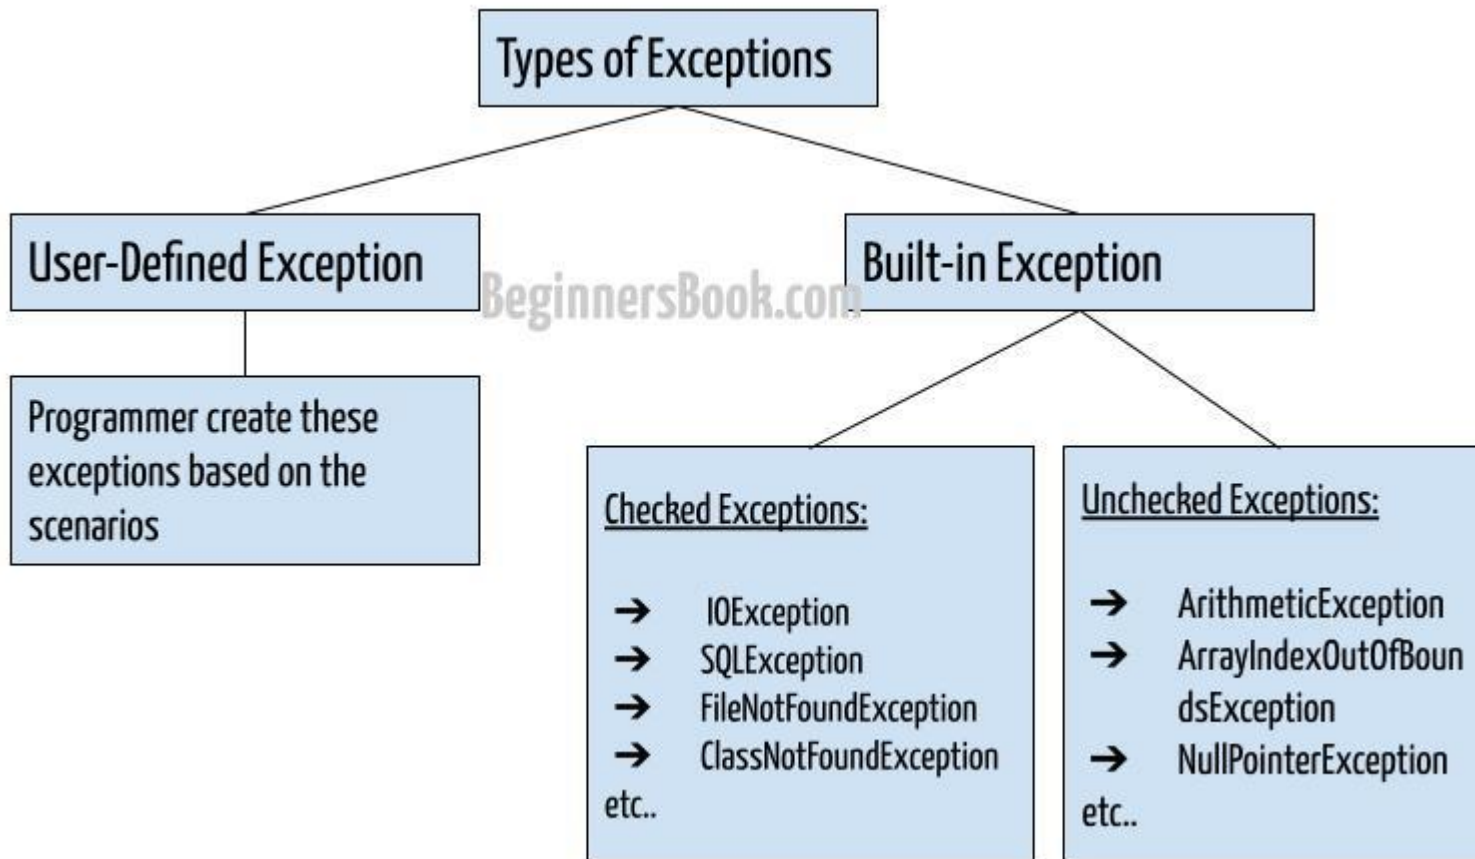 Types of Exceptions
User-Defined Exception
Built-in Exception
BeginnersBook.com
Programmer create these
exceptions based on the
scenarios
Checked Exceptions:
➔ IOException
➔ SQLException
➔ FileNotFoundException
➔ ClassNotFoundException
etc..
Unchecked Exceptions:
➔ ArithmeticException
➔ ArrayIndexOutOfBoun
dsException
➔ NullPointerException
etc..